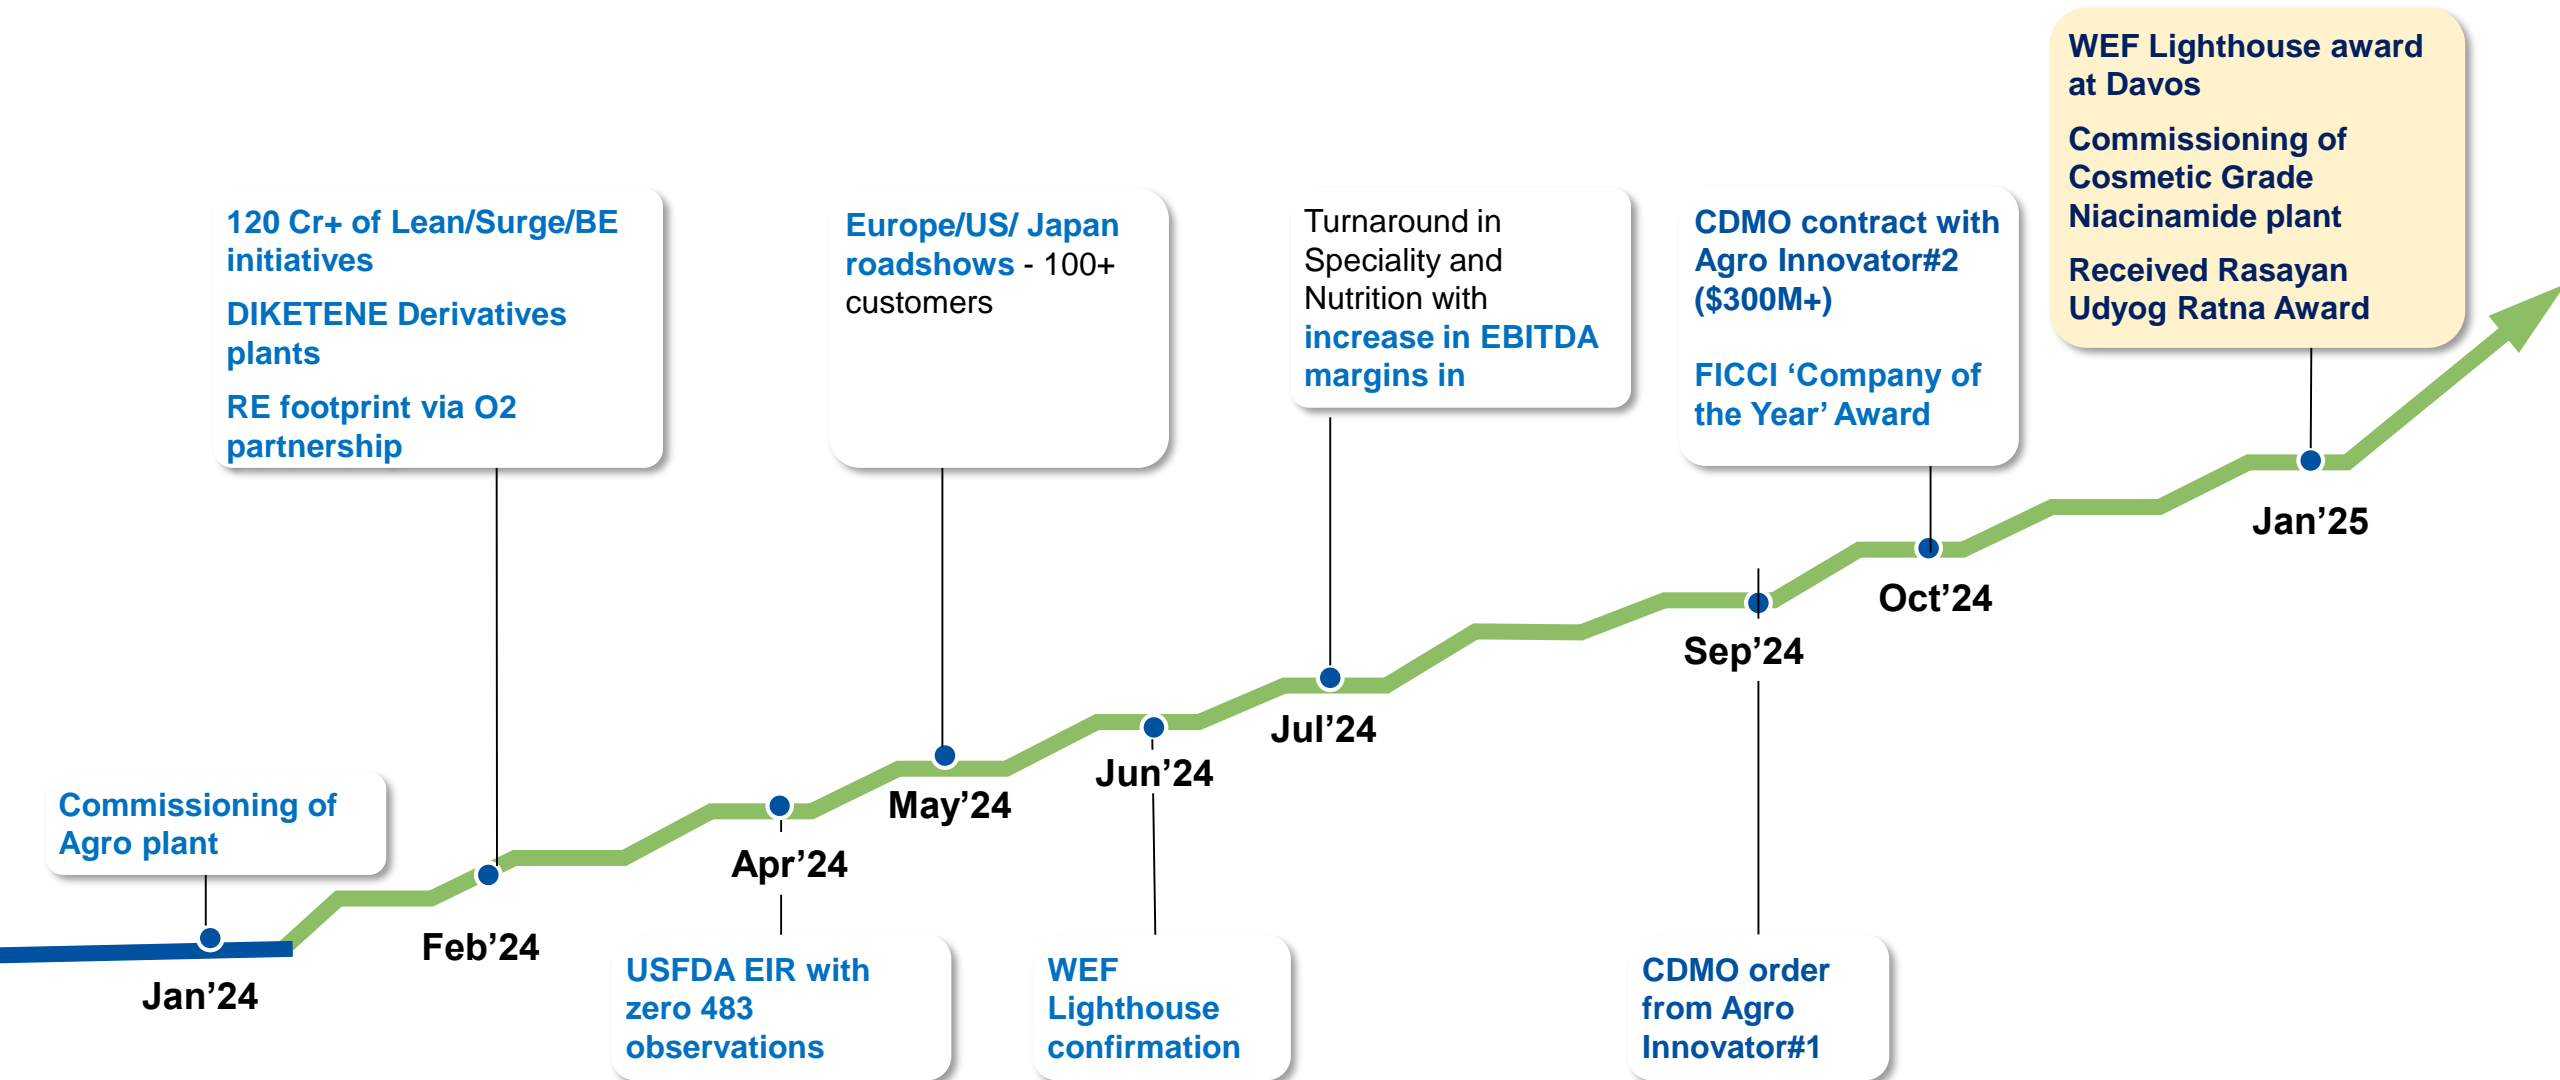 WEF Lighthouse award
at Davos
Commissioning of
Cosmetic Grade
Niacinamide plant
Received Rasayan
Udyog Ratna Award
120 Cr+ of Lean/Surge/BE
initiatives
DIKETENE Derivatives
plants
RE footprint via O2
partnership
Europe/US/ Japan
roadshows - 100+
customers
Turnaround in
Speciality and
Nutrition with
increase in EBITDA
margins in
CDMO contract with
Agro Innovator#2
($300M+)
FICCI ‘Company of
the Year’ Award
Jan’25
Oct’24
Sep’24
Jul’24
Jun’24
May’24
Apr’24
Feb’24
Jan’24
Commissioning of
Agro plant
USFDA EIR with
zero 483
observations
WEF
Lighthouse
confirmation
CDMO order
from Agro
Innovator#1